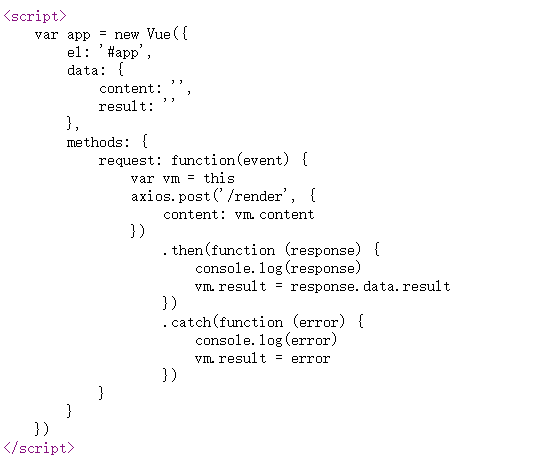 <script>
    var app = new Vue({
        el: '#app',
        data: {
            content: '',
            result: ''
        },
        methods: {
            request: function(event) {
                var vm = this
                axios.post('/render', {
                    content: vm.content
                })
                    .then(function (response) {
                        console.log(response)
                        vm.result = response.data.result
                    })
                    .catch(function (error) {
                        console.log(error)
                        vm.result = error
                    })
            }
        }
    })
</script>